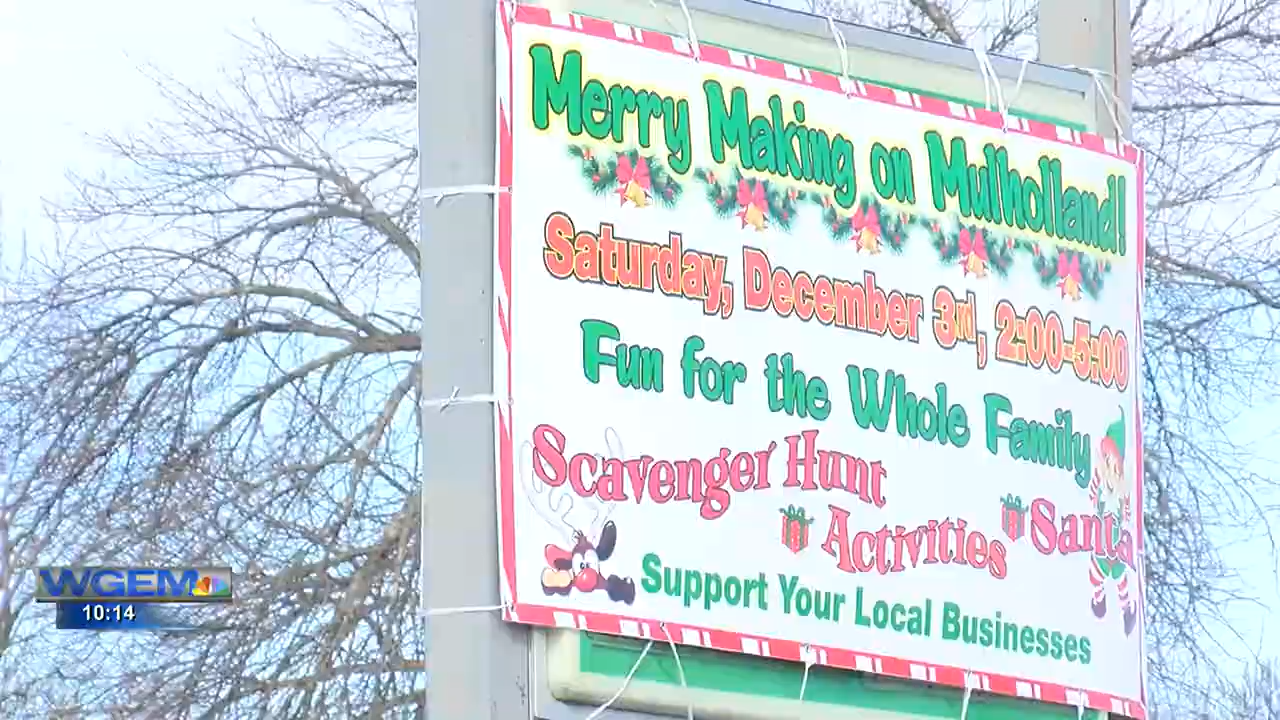 Merry Making on Mulholland!
Saturday, December 3rd, 2:00-5:00
Fun for the Whole Family
Scavenger Hunt
Activities
Santa
Support Your Local Businesses
WGEM
10:14